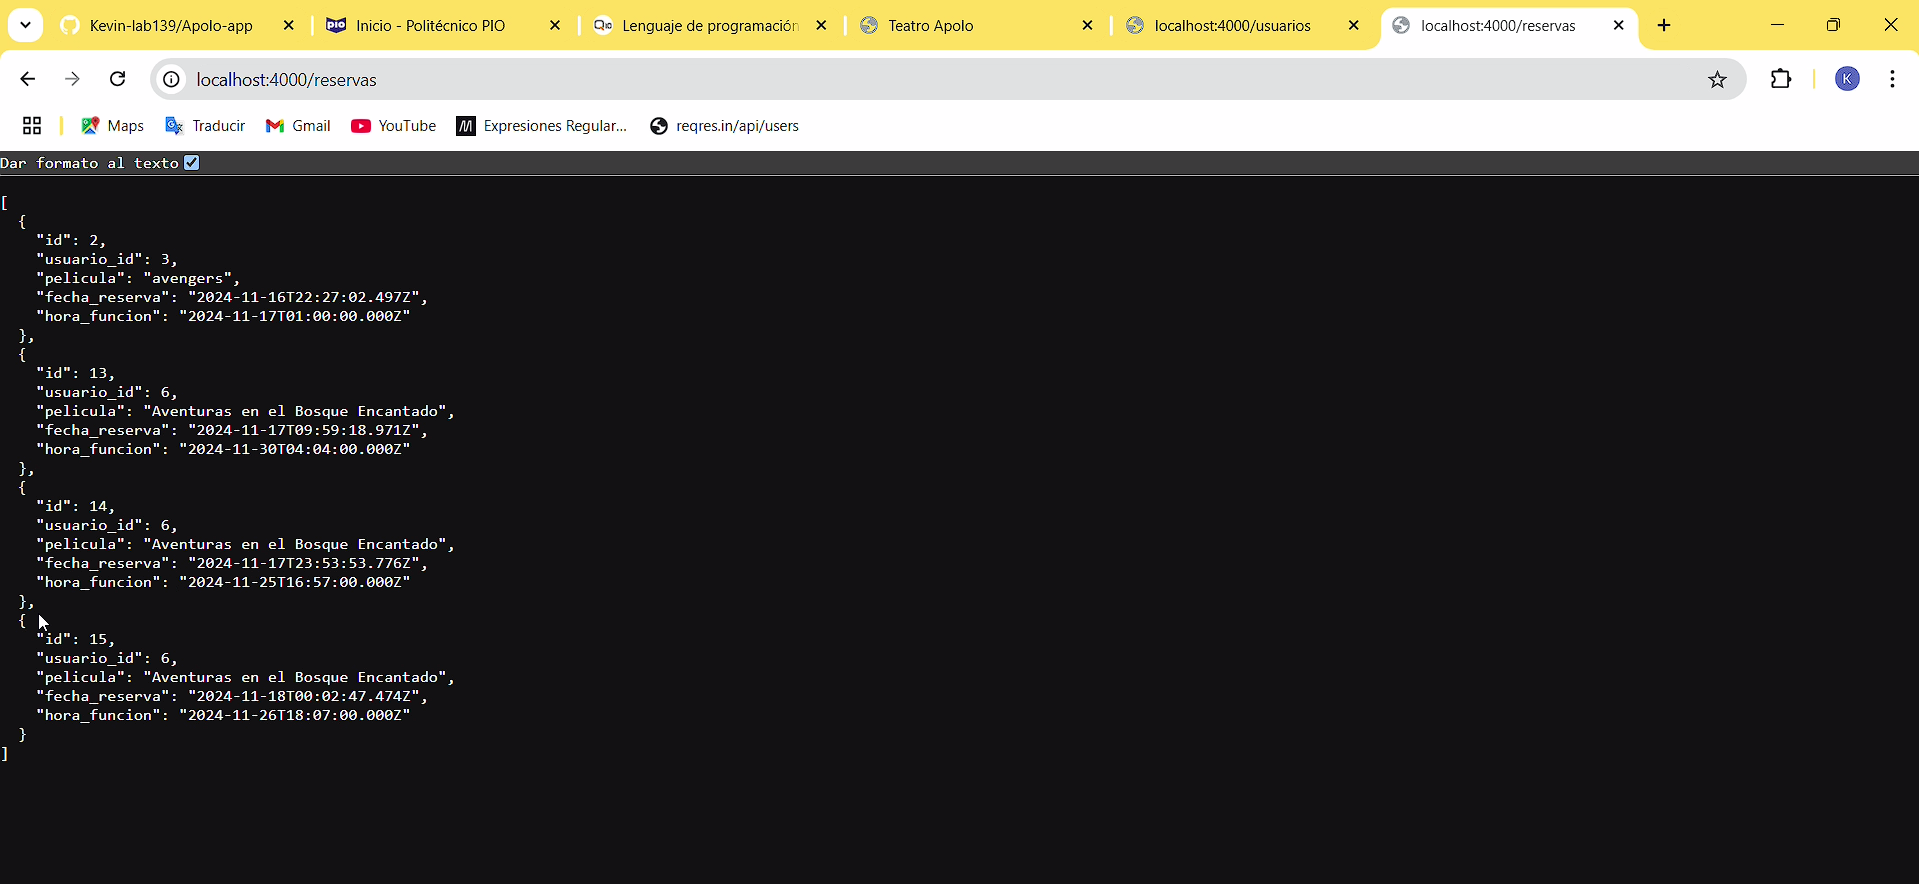 Kevin-lab139/Apolo-app
Inicio - Politécnico PIO
Lenguaje de programación
Teatro Apolo
localhost:4000/usuarios
localhost:4000/reservas
localhost:4000/reservas
K
Maps
Traducir
Gmail
YouTube
Expresiones Regular...
reqres.in/api/users
Dar formato al texto
[
{
"id": 2,
"usuario_id": 3,
"pelicula": "avengers",
"fecha_reserva": "2024-11-16T22:27:02.497Z",
"hora_funcion": "2024-11-17T01:00:00.000Z"
},
{
"id": 13,
"usuario_id": 6,
"pelicula": "Aventuras en el Bosque Encantado",
"fecha_reserva": "2024-11-17T09:59:18.971Z",
"hora_funcion": "2024-11-30T04:04:00.000Z"
},
{
"id": 14,
"usuario_id": 6,
"pelicula": "Aventuras en el Bosque Encantado",
"fecha_reserva": "2024-11-17T23:53:53.776Z",
"hora_funcion": "2024-11-25T16:57:00.000Z"
},
{
"id": 15,
"usuario_id": 6,
"pelicula": "Aventuras en el Bosque Encantado",
"fecha_reserva": "2024-11-18T00:02:47.474Z",
"hora_funcion": "2024-11-26T18:07:00.000Z"
}
]